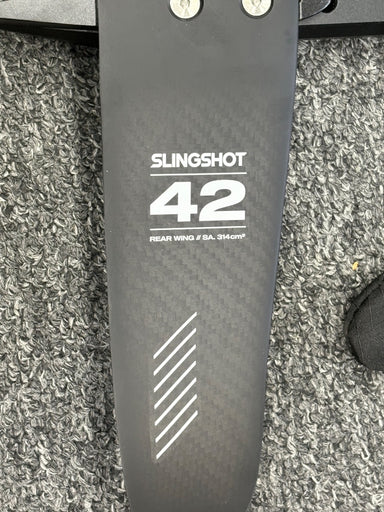 SLINGSHOT
42
REAR WING // SA. 314cm²